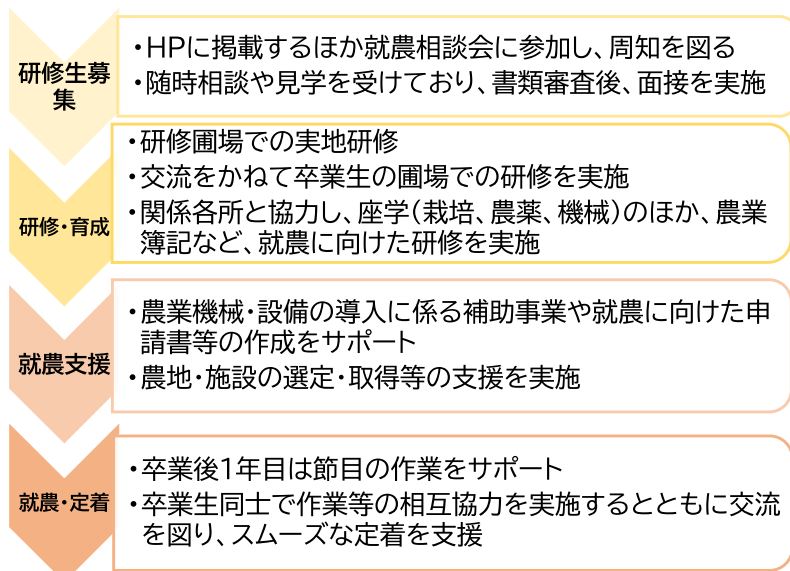 研修生募
集
・HPに掲載するほか就農相談会に参加し、周知を図る
・随時相談や見学を受けており、書類審査後、面接を実施
研修・育成
・研修圃場での実地研修
・交流をかねて卒業生の圃場での研修を実施
・関係各所と協力し、座学（栽培、農薬、機械）のほか、農業
簿記など、就農に向けた研修を実施
就農支援
・農業機械・設備の導入に係る補助事業や就農に向けた申
請書等の作成をサポート
・農地・施設の選定・取得等の支援を実施
就農・定着
・卒業後1年目は節目の作業をサポート
・卒業生同士で作業等の相互協力を実施するとともに交流
を図り、スムーズな定着を支援